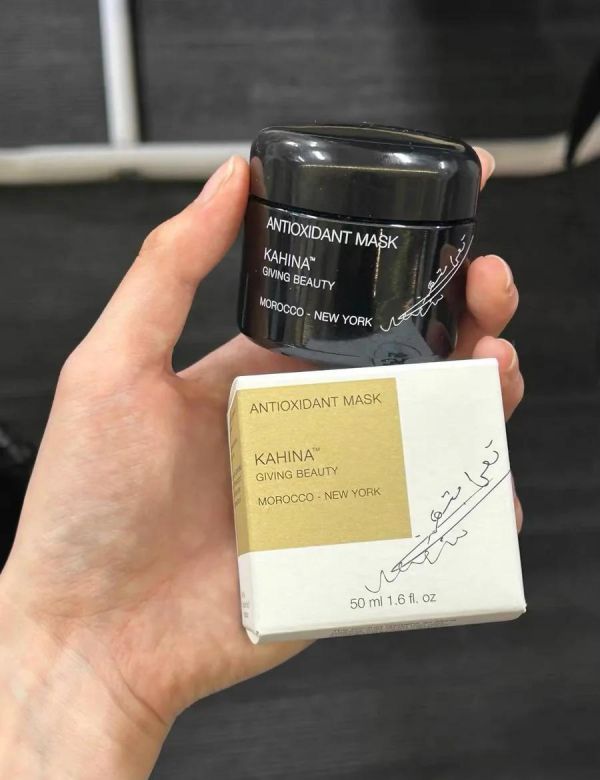 ANTIOXIDANT MASK
KAHINA™
GIVING BEAUTY
MOROCCO - NEW YORK
ANTIOXIDANT MASK
KAHINA™
GIVING BEAUTY
MOROCCO - NEW YORK
50 ml 1.6 fl. oz